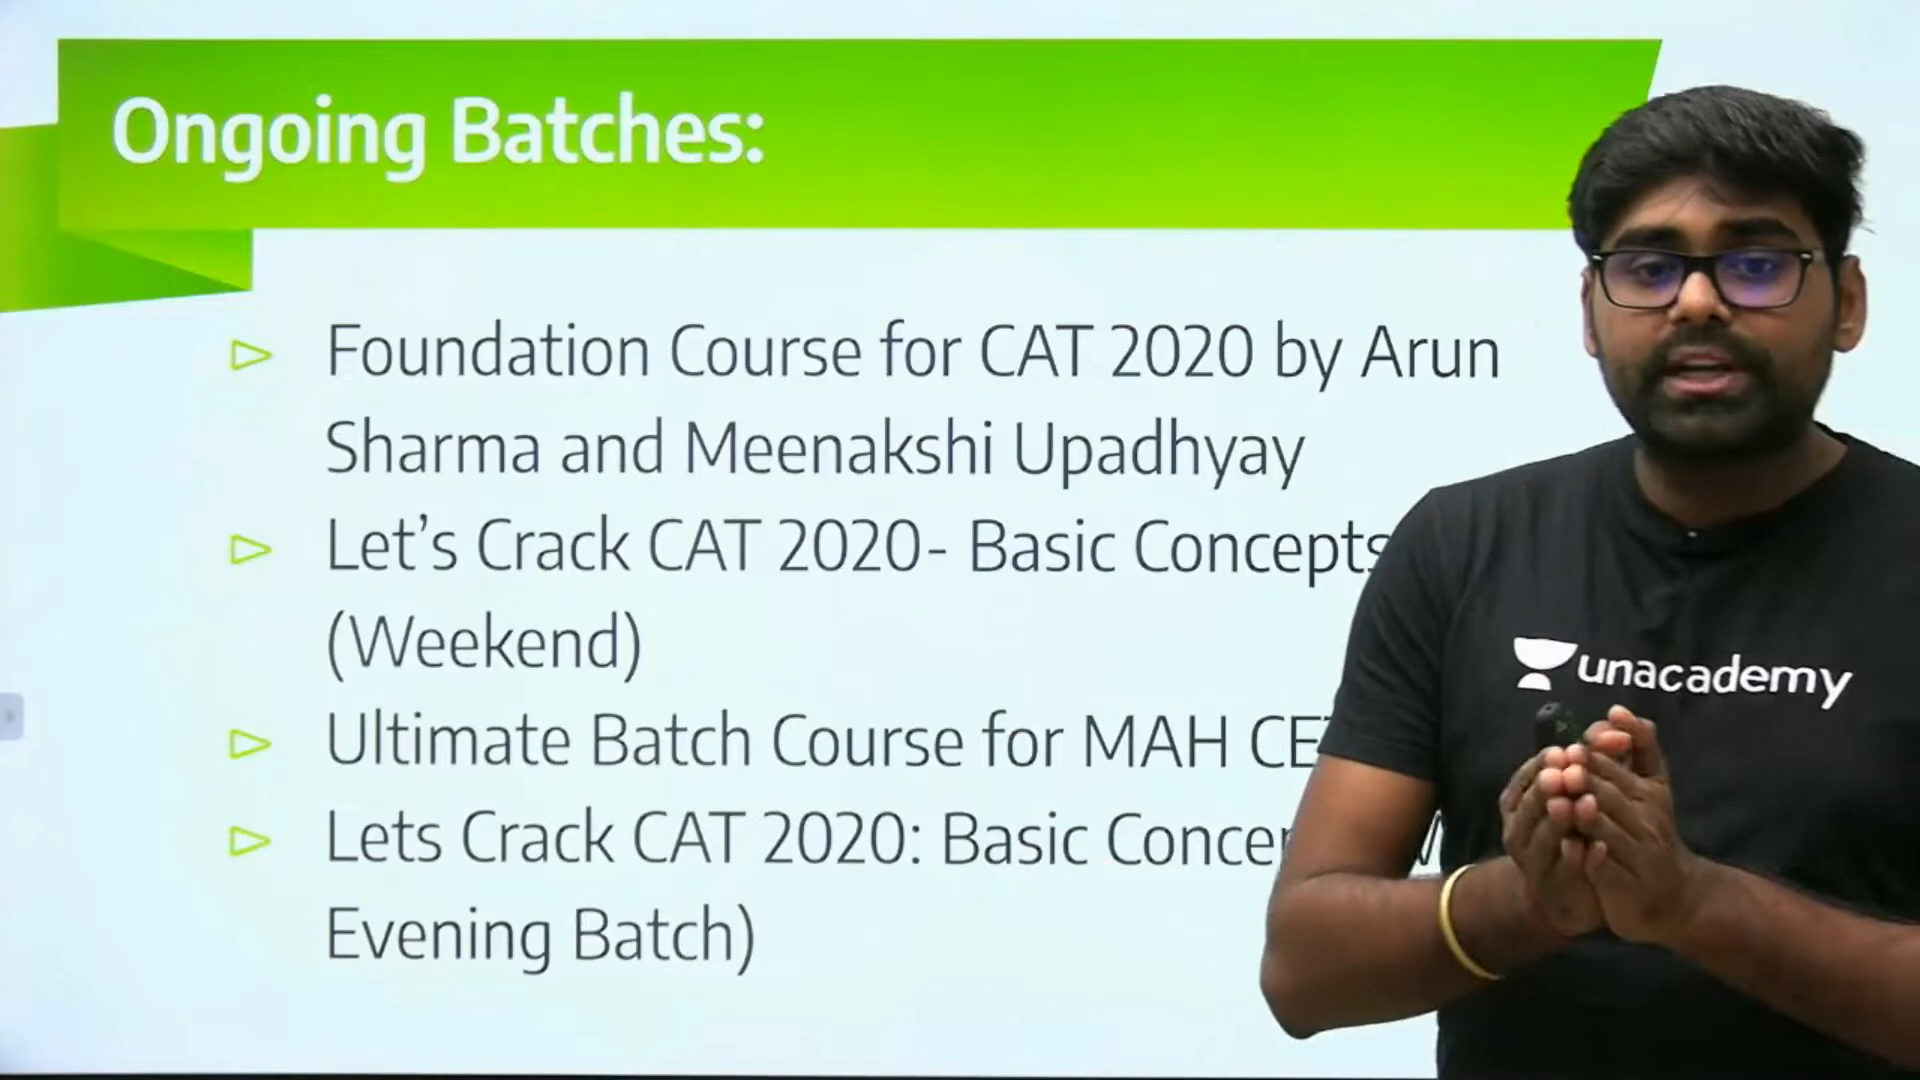 Ongoing Batches:
Foundation Course for CAT 2020 by Arun
Sharma and Meenakshi Upadhyay
Let's Crack CAT 2020- Basic Concepts
(Weekend)
Ultimate Batch Course for MAH
Lets Crack CAT 2020: Basic
Evening Batch)
unacademy